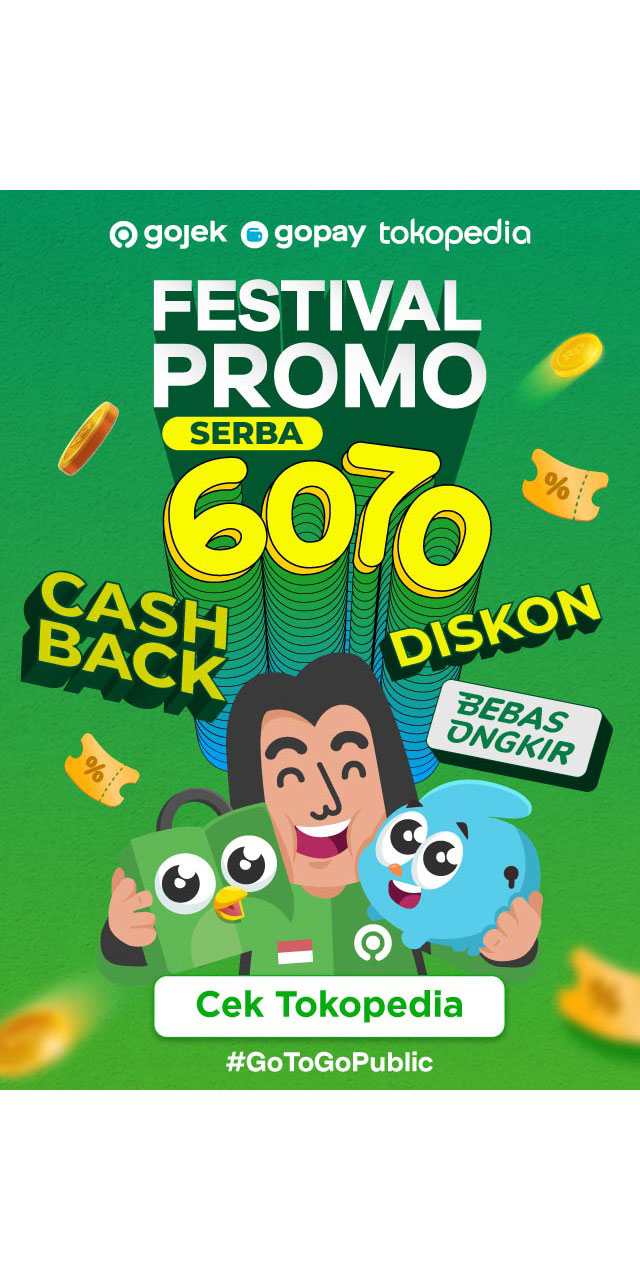 gojek gopay tokopedia
FESTIVAL
PROMO
SERBA
6070
CASH
BACK
DISKON
BEBAS
ONGKIR
%
%
Cek Tokopedia
#GoToGoPublic